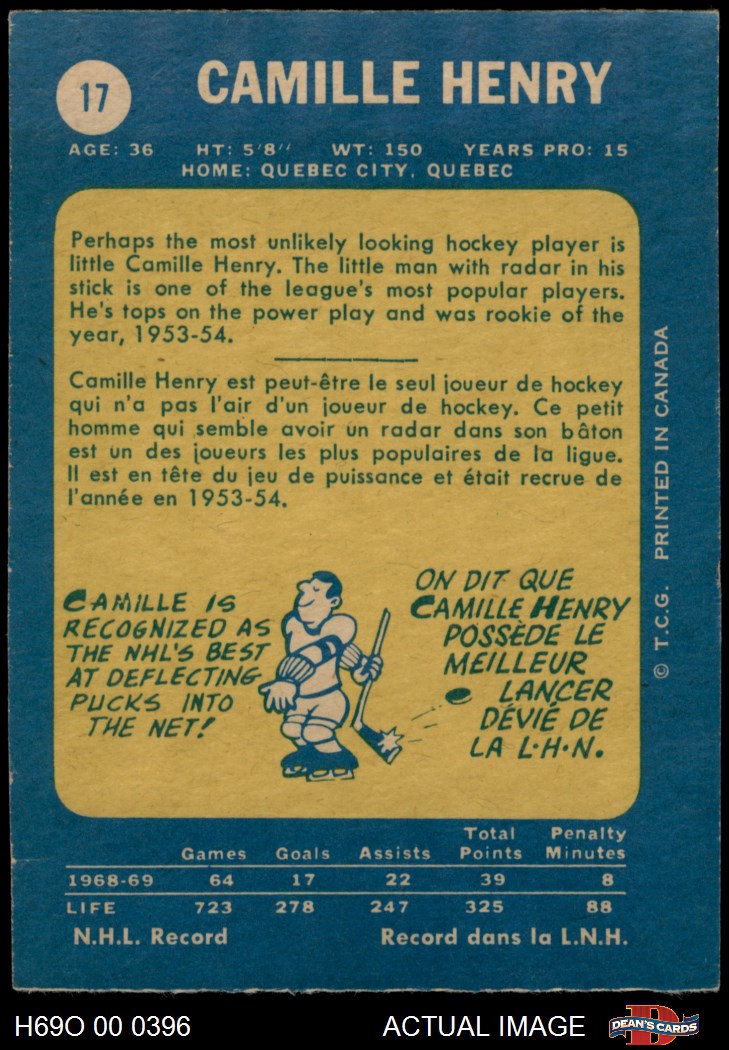 17
CAMILLE HENRY
AGE: 36 HT: 5'8'' WT: 150 YEARS PRO: 15
HOME: QUEBEC CITY, QUEBEC
Perhaps the most unlikely looking hockey player is
little Camille Henry. The little man with radar in his
stick is one of the league's most popular players.
He's tops on the power play and was rookie of the
year, 1953-54.
Camille Henry est peut-être le seul joueur de hockey
qui n'a pas l'air d'un joueur de hockey. Ce petit
homme qui semble avoir un radar dans son bâton
est un des joueurs les plus populaires de la ligue.
Il est en tête du jeu de puissance et était recrue de
l'année en 1953-54.
CAMILLE IS
RECOGNIZED AS
THE NHL'S BEST
AT DEFLECTING
PUCKS INTO
THE NET!
ON DIT QUE
CAMILLE HENRY
POSSÈDE LE
MEILLEUR
LANCER
DÉVIÉ DE
LA L.H.N.
© T.C.G. PRINTED IN CANADA
Games Goals Assists Total Points Penalty Minutes
1968-69 64 17 22 39 8
LIFE 723 278 247 325 88
N.H.L. Record Record dans la L.N.H.
H69O 00 0396 ACTUAL IMAGE DEAN'S CARDS